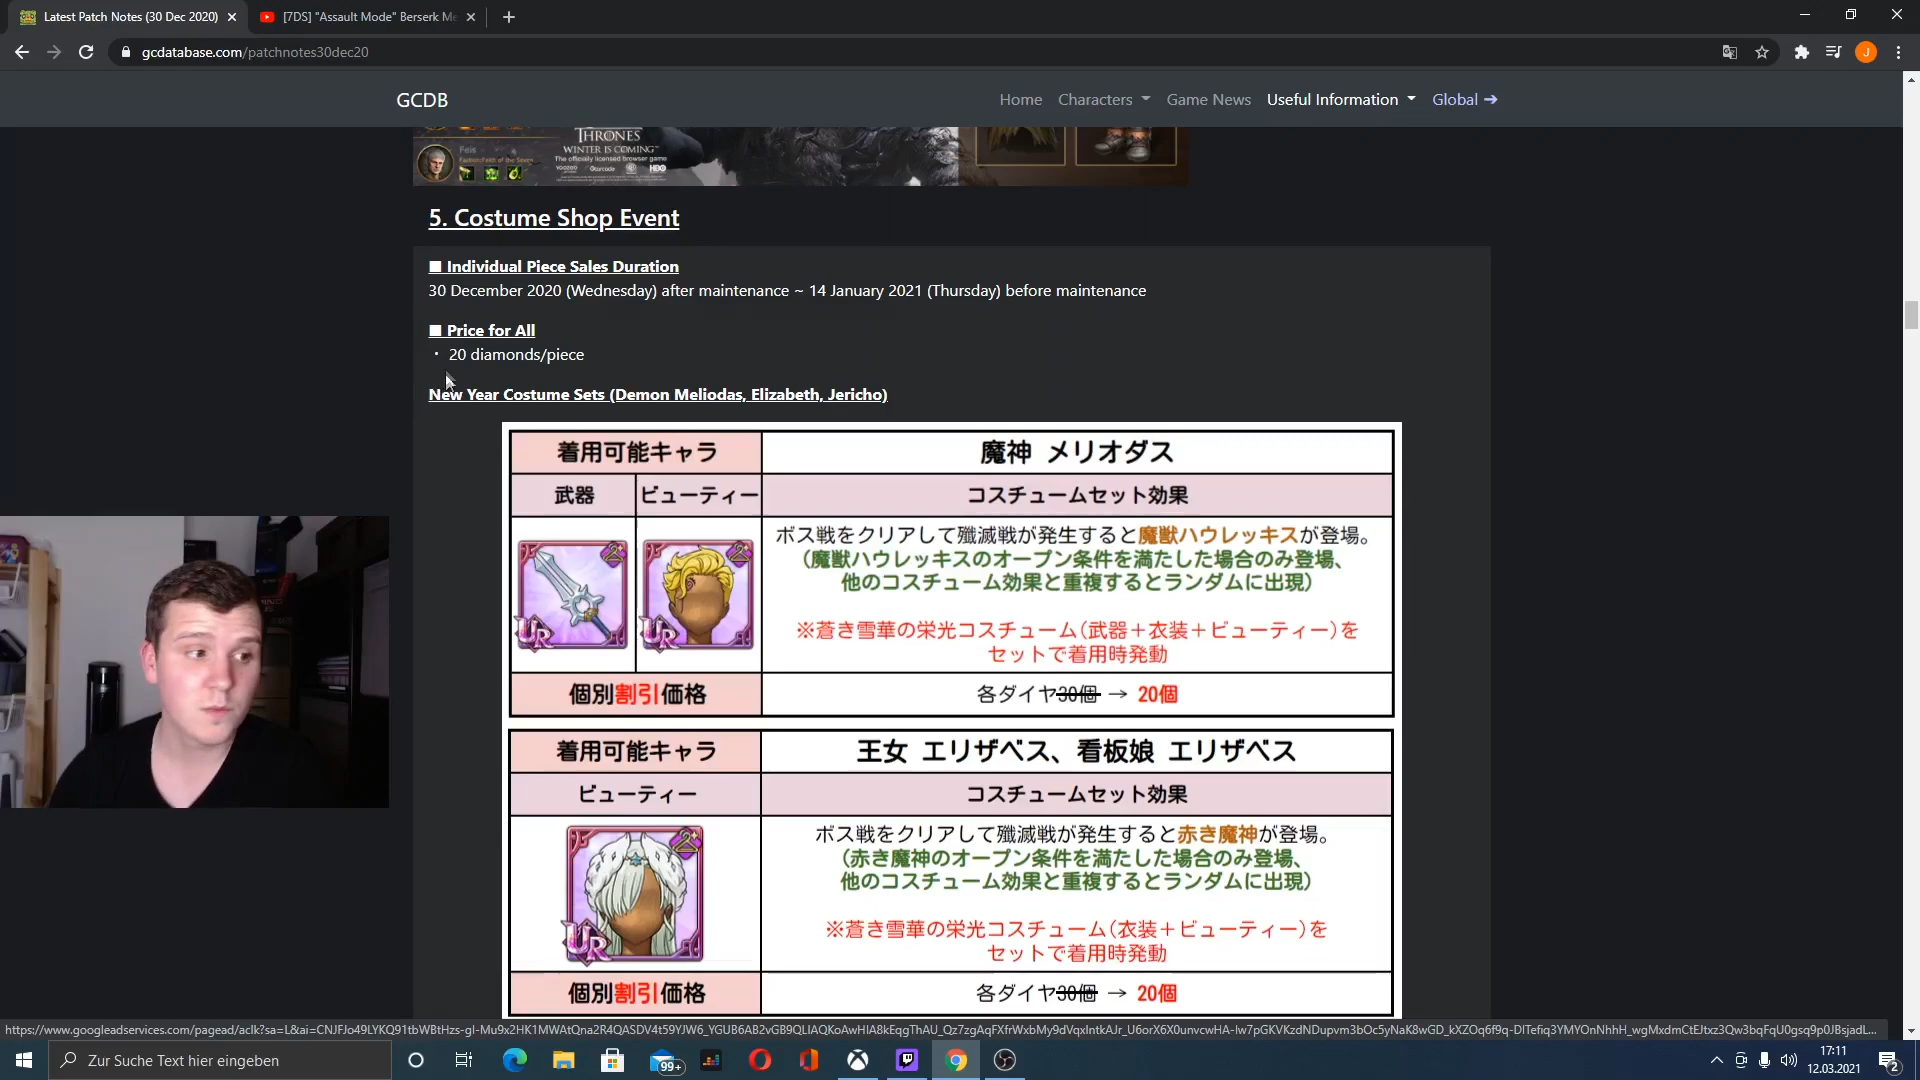 Latest Patch Notes (30 Dec 2020)
[7DS] "Assault Mode" Berserk Me
gcdatabase.com/patchnotes30dec20
J
GCDB
Home
Characters
Game News
Useful Information
Global
THRONES
WINTER IS COMING™
The officially licensed browser game
Feis
5. Costume Shop Event
■ Individual Piece Sales Duration
30 December 2020 (Wednesday) after maintenance ~ 14 January 2021 (Thursday) before maintenance
■ Price for All
・ 20 diamonds/piece
New Year Costume Sets (Demon Meliodas, Elizabeth, Jericho)
着用可能キャラ
魔神 メリオダス
武器
ビューティー
コスチュームセット効果
ボス戦をクリアして殲滅戦が発生すると魔獣ハウレッキスが登場。
(魔獣ハウレッキスのオープン条件を満たした場合のみ登場、
他のコスチューム効果と重複するとランダムに出現)
※蒼き雪華の栄光コスチューム(武器+衣装+ビューティー)を
セットで着用時発動
UR
UR
個別割引価格
各ダイヤ30個 → 20個
着用可能キャラ
王女 エリザベス、看板娘 エリザベス
ビューティー
コスチュームセット効果
ボス戦をクリアして殲滅戦が発生すると赤き魔神が登場。
(赤き魔神のオープン条件を満たした場合のみ登場、
他のコスチューム効果と重複するとランダムに出現)
※蒼き雪華の栄光コスチューム(衣装+ビューティー)を
セットで着用時発動
UR
個別割引価格
各ダイヤ30個 → 20個
Zur Suche Text hier eingeben
99+
17:11
12.03.2021
2